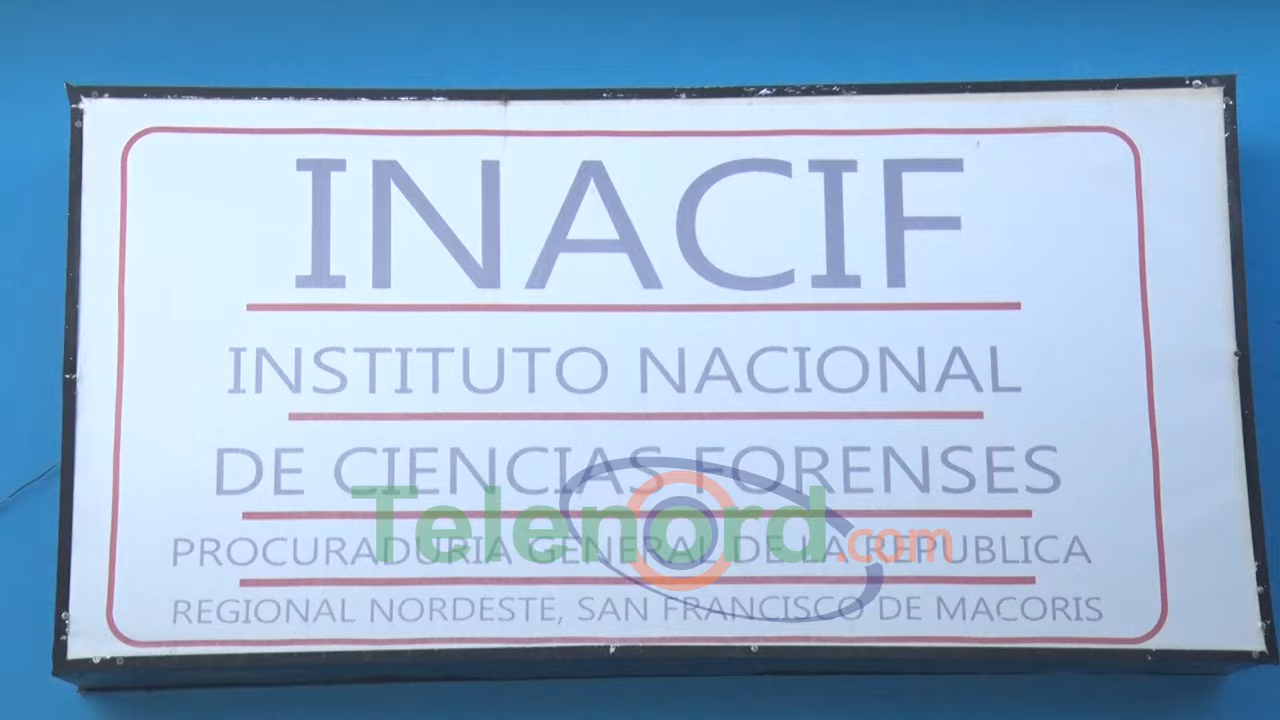 INACIF
INSTITUTO NACIONAL
DE CIENCIAS FORENSES
Telenord.com
PROCURADURIA GENERAL DE LA REPUBLICA
REGIONAL NORDESTE, SAN FRANCISCO DE MACORIS